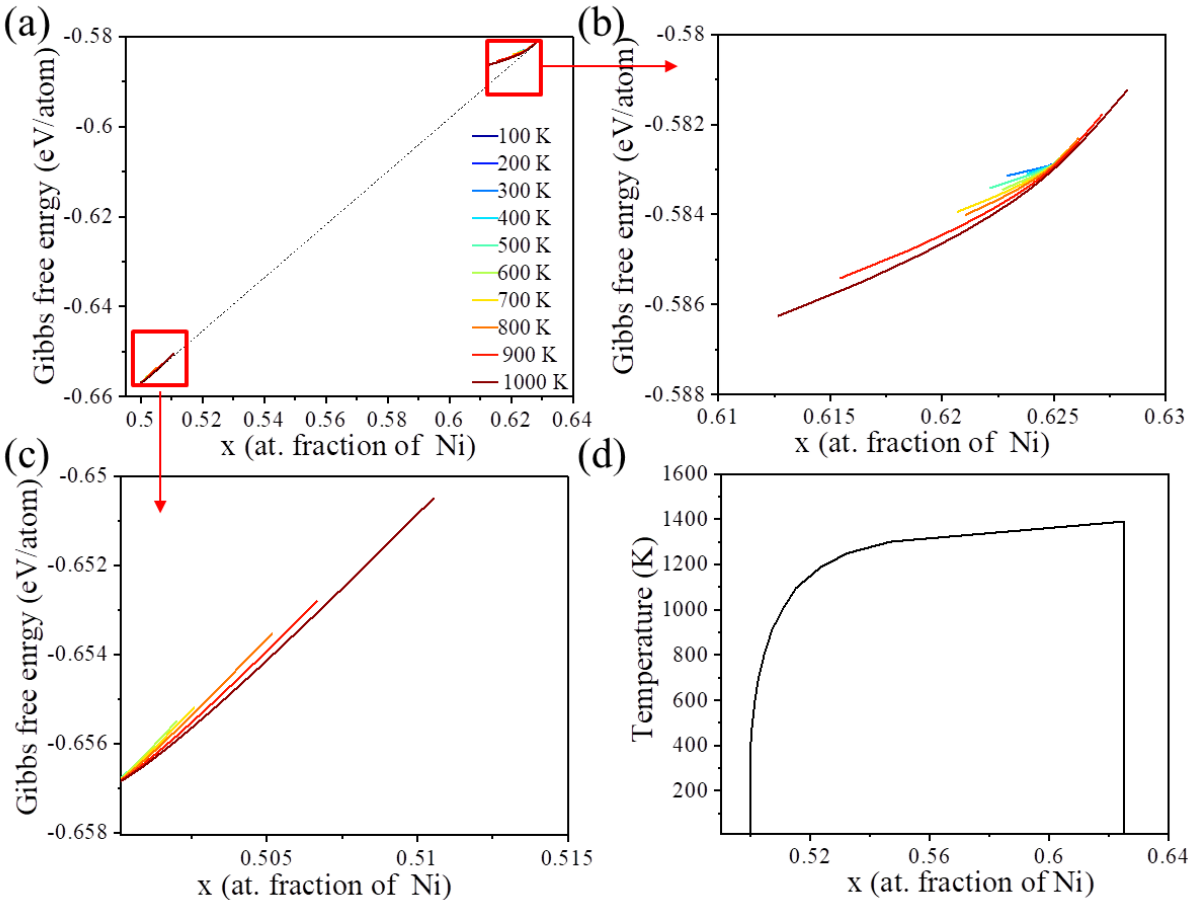 (a)
Gibbs free enrgy (eV/atom)
-0.58
-0.6
-0.62
-0.64
-0.66
0.5 0.52 0.54 0.56 0.58 0.6 0.62 0.64
x (at. fraction of Ni)
100 K
200 K
300 K
400 K
500 K
600 K
700 K
800 K
900 K
1000 K
(b)
Gibbs free enrgy (eV/atom)
-0.58
-0.582
-0.584
-0.586
-0.588
0.61 0.615 0.62 0.625 0.63
x (at. fraction of Ni)
(c)
Gibbs free enrgy (eV/atom)
-0.65
-0.652
-0.654
-0.656
-0.658
0.505 0.51 0.515
x (at. fraction of Ni)
(d)
Temperature (K)
1600
1400
1200
1000
800
600
400
200
0.52 0.56 0.6 0.64
x (at. fraction of Ni)